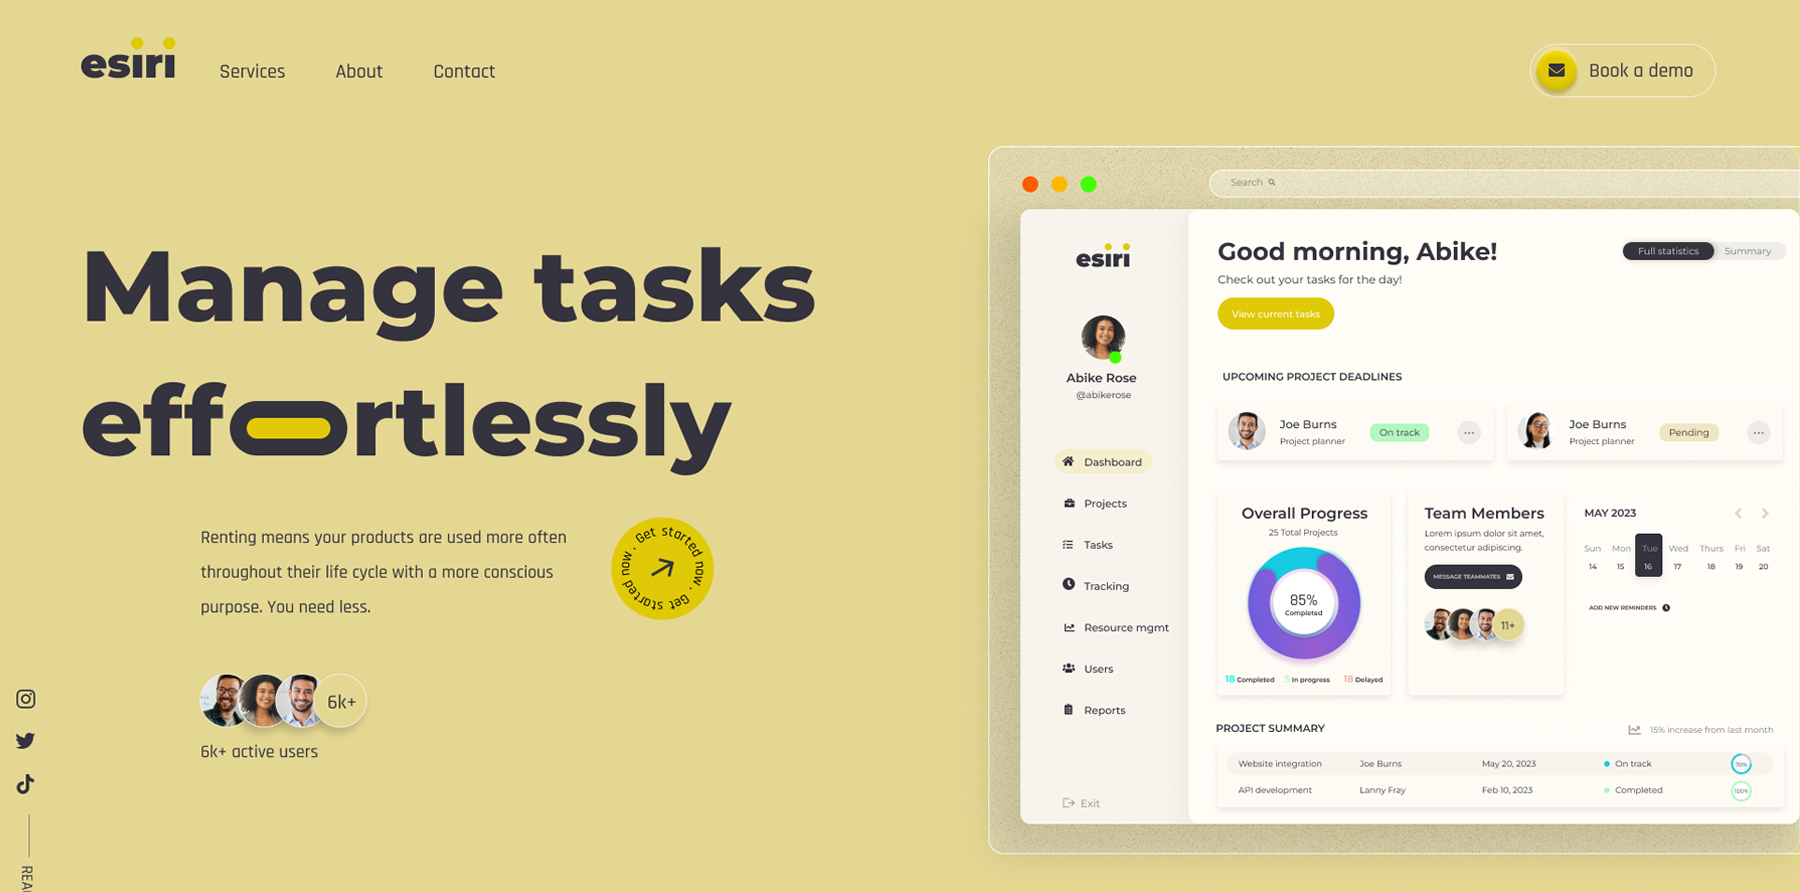 esiri
Services
About
Contact
Book a demo
Manage tasks
effortlessly
Renting means your products are used more often
throughout their life cycle with a more conscious
purpose. You need less.
Get started now. Get started now.
6k+
6k+ active users
Search
esiri
Abike Rose
@abikerose
Dashboard
Projects
Tasks
Tracking
Resource mgmt
Users
Reports
Exit
Good morning, Abike!
Check out your tasks for the day!
View current tasks
Full statistics
Summary
UPCOMING PROJECT DEADLINES
Joe Burns
Project planner
On track
Joe Burns
Project planner
Pending
Overall Progress
25 Total Projects
85%
Completed
18 Completed
5 In progress
18 Delayed
Team Members
Lorem ipsum dolor sit amet,
consectetur adipiscing.
MESSAGE TEAMMATES
11+
MAY 2023
Sun Mon Tue Wed Thurs Fri Sat
14 15 16 17 18 19 20
ADD NEW REMINDERS
PROJECT SUMMARY
15% increase from last month
Website integration Joe Burns May 20, 2023 On track 70%
API development Lanny Fray Feb 10, 2023 Completed 100%